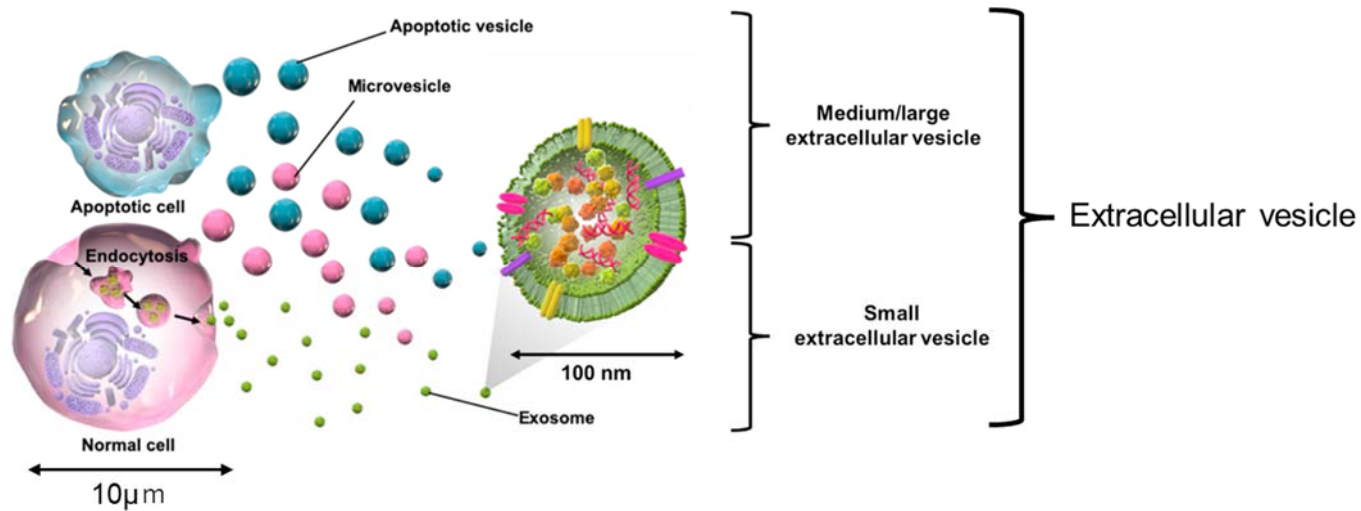 Apoptotic vesicle
Microvesicle
Apoptotic cell
Endocytosis
Normal cell
10μm
100 nm
Exosome
Medium/large
extracellular vesicle
Small
extracellular vesicle
Extracellular vesicle